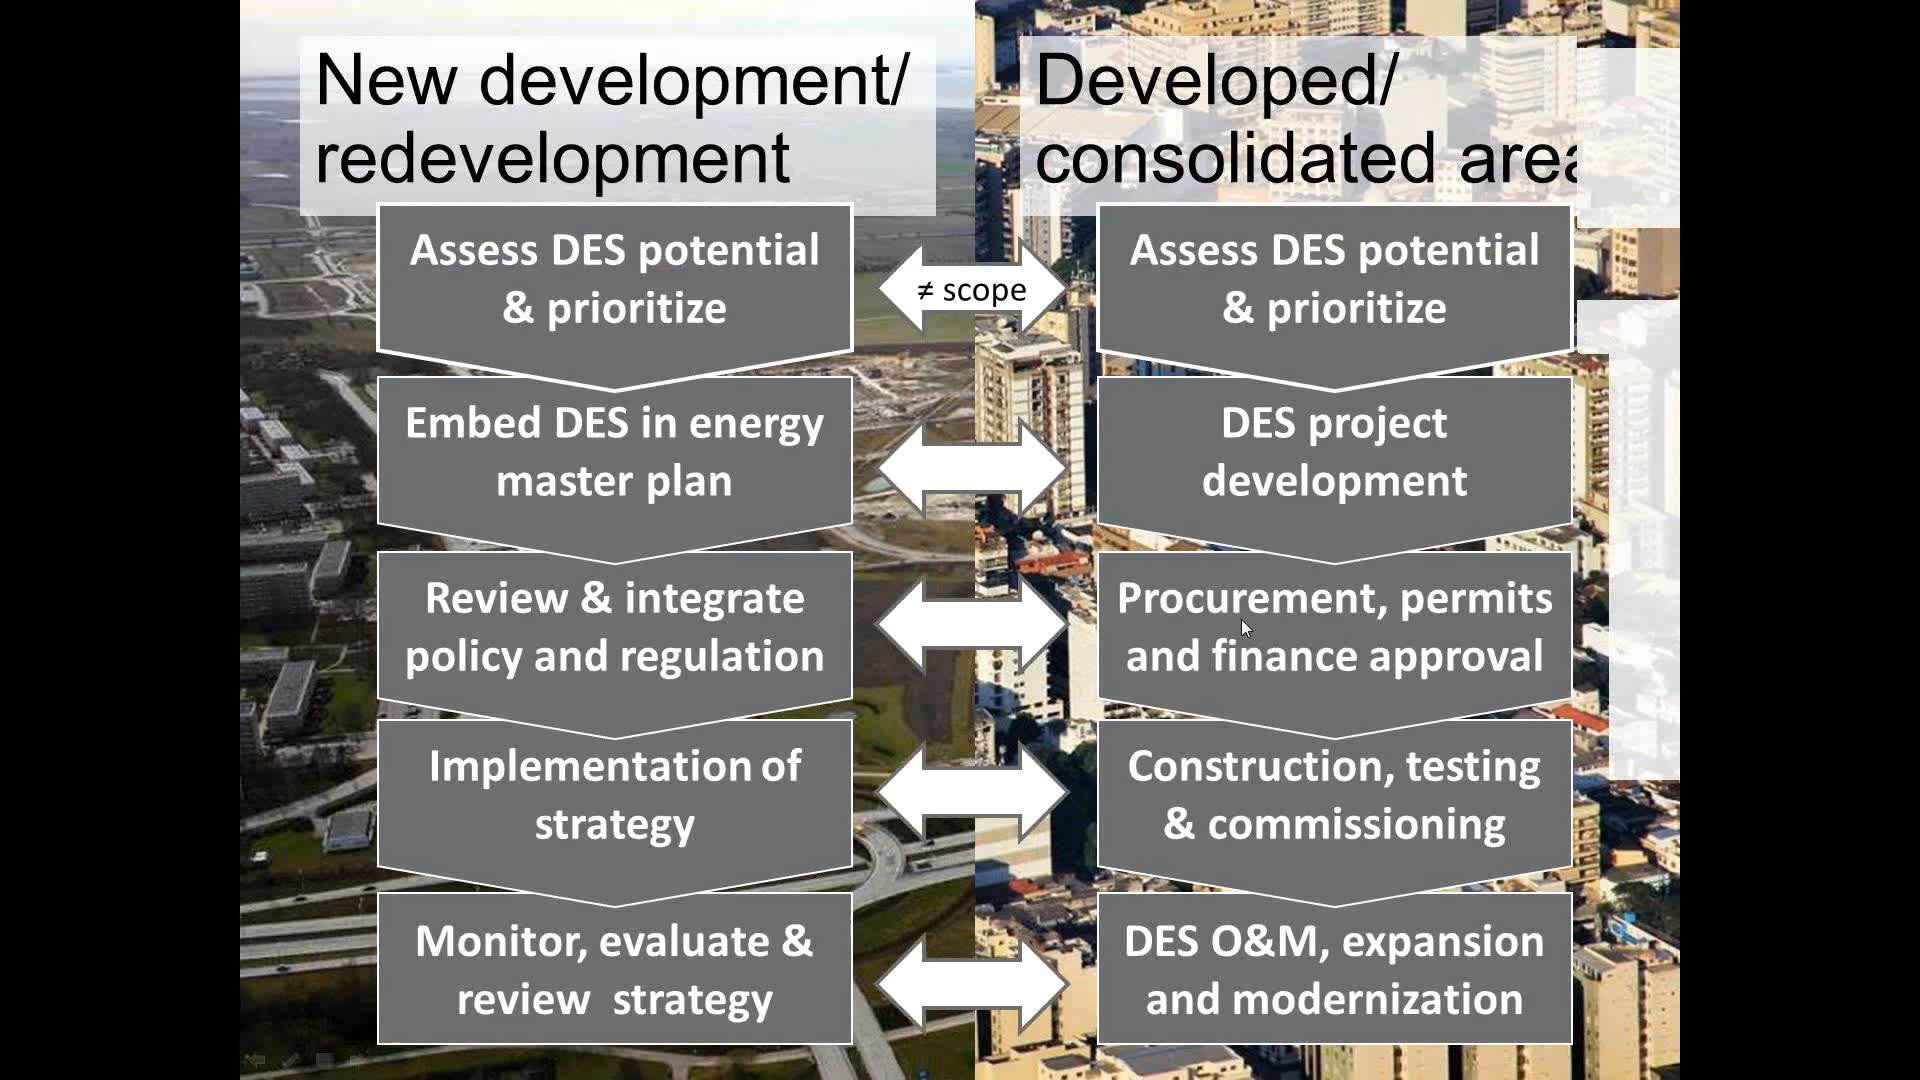 New development/
redevelopment
Assess DES potential
& prioritize
Embed DES in energy
master plan
Review & integrate
policy and regulation
Implementation of
strategy
Monitor, evaluate &
review  strategy
≠ scope
Developed/
consolidated area
Assess DES potential
& prioritize
DES project
development
Procurement, permits
and finance approval
Construction, testing
& commissioning
DES O&M, expansion
and modernization